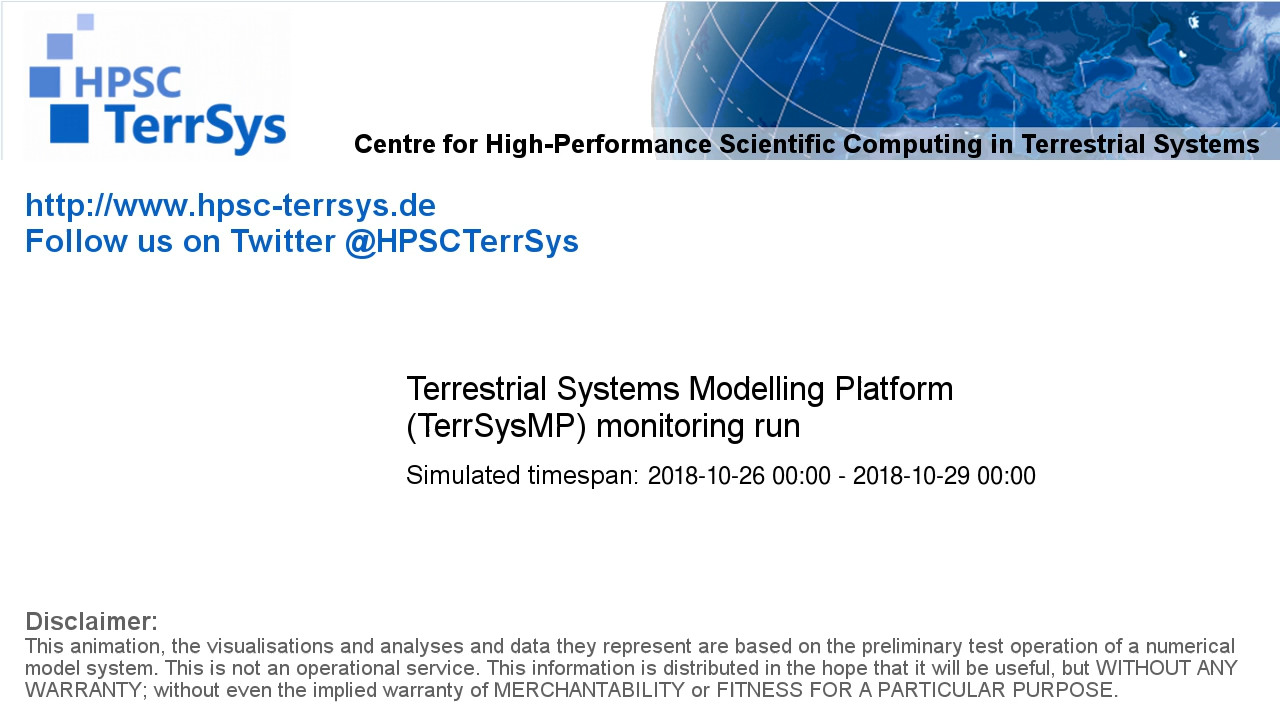 HPSC
TerrSys
Centre for High-Performance Scientific Computing in Terrestrial Systems
http://www.hpsc-terrsys.de
Follow us on Twitter @HPSCTerrSys
Terrestrial Systems Modelling Platform
(TerrSysMP) monitoring run
Simulated timespan: 2018-10-26 00:00 - 2018-10-29 00:00
Disclaimer:
This animation, the visualisations and analyses and data they represent are based on the preliminary test operation of a numerical
model system. This is not an operational service. This information is distributed in the hope that it will be useful, but WITHOUT ANY
WARRANTY; without even the implied warranty of MERCHANTABILITY or FITNESS FOR A PARTICULAR PURPOSE.